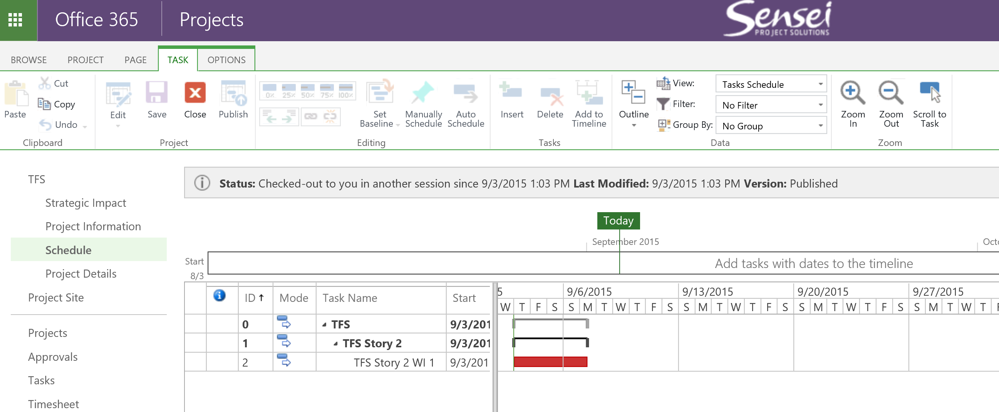 Office 365
Projects
Sensei
PROJECT SOLUTIONS
BROWSE PROJECT PAGE TASK OPTIONS
Paste
Cut
Copy
Undo
Clipboard
Edit
Save
Close
Publish
Project
0% 25% 50% 75% 100%
Set Baseline
Manually Schedule
Auto Schedule
Editing
Insert
Delete
Add to Timeline
Tasks
Outline
View: Tasks Schedule
Filter: No Filter
Group By: No Group
Data
Zoom In
Zoom Out
Scroll to Task
Zoom
TFS
Strategic Impact
Project Information
Schedule
Project Details
Project Site
Projects
Approvals
Tasks
Timesheet
Status: Checked-out to you in another session since 9/3/2015 1:03 PM Last Modified: 9/3/2015 1:03 PM Version: Published
Today
September 2015
Octo
Start
8/3
Add tasks with dates to the timeline
ID Mode Task Name Start
5 9/6/2015 9/13/2015 9/20/2015 9/27/2015
W T F S S M T W T F S S M T W T F S S M T W T F S S M T W T F
0 TFS 9/3/201
1 TFS Story 2 9/3/201
2 TFS Story 2 WI 1 9/3/201